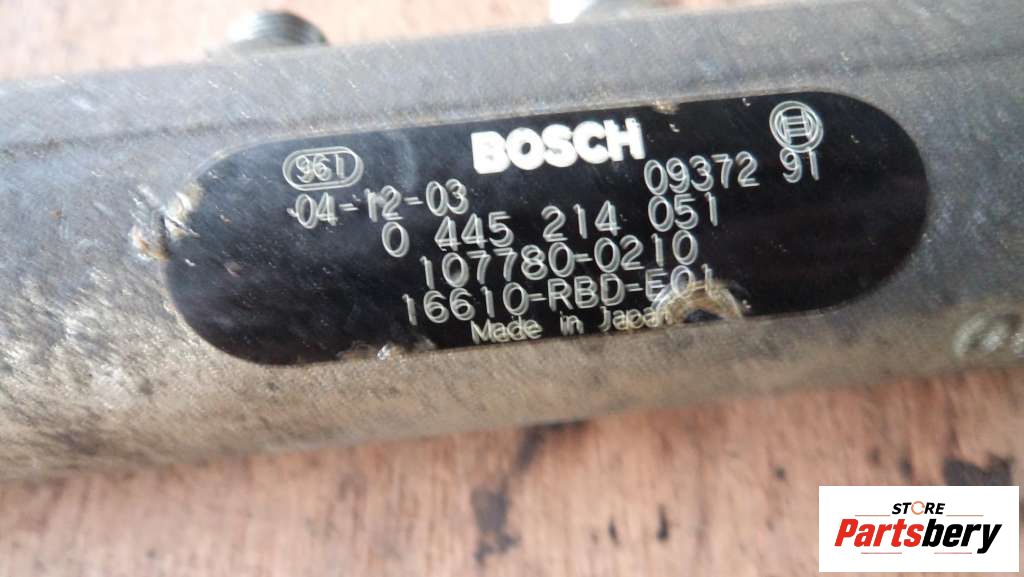 BOSCH
961
04-12-03 09372 91
0 445 214 051
107780-0210
16610-RBD-E01
Made in Japan
STORE
Partsbery